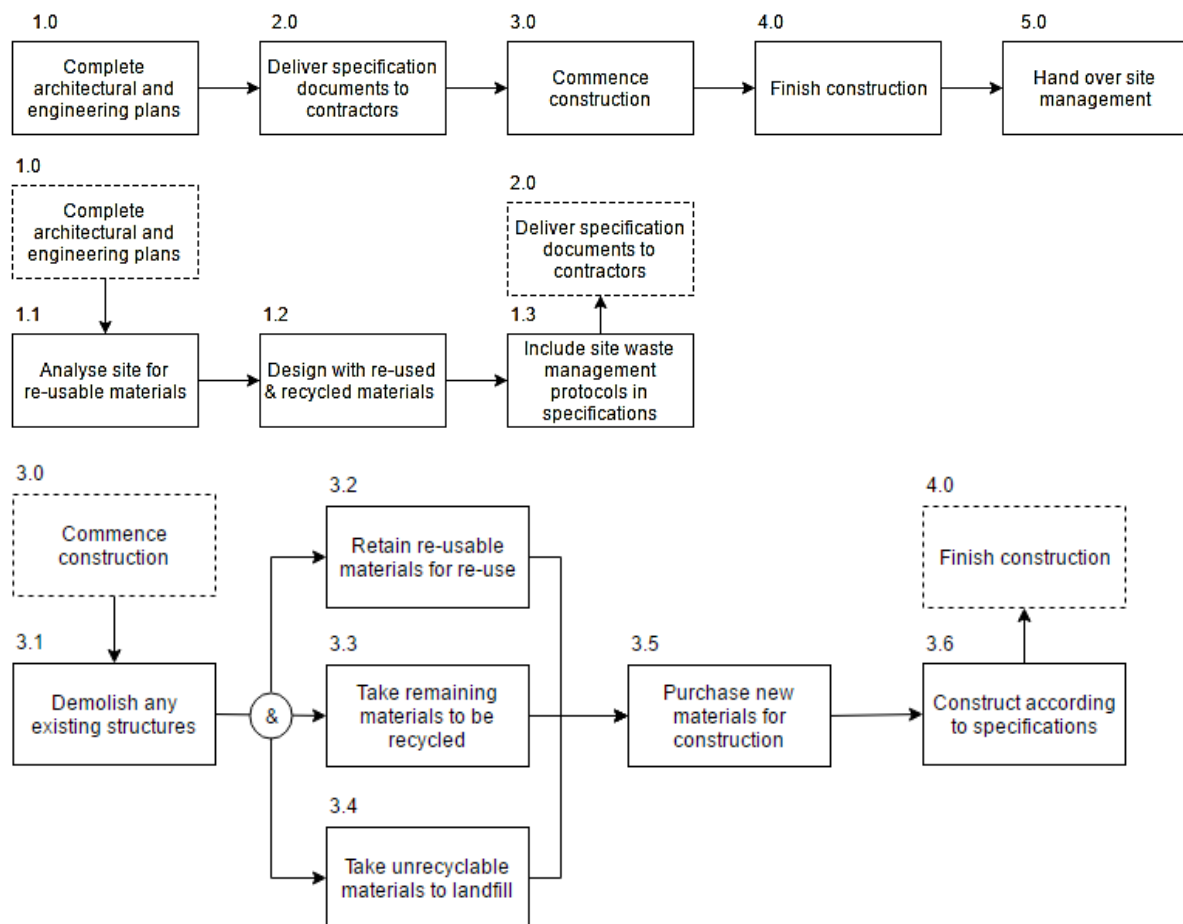 1.0
Complete
architectural and
engineering plans
2.0
Deliver specification
documents to
contractors
3.0
Commence
construction
4.0
Finish construction
5.0
Hand over site
management
1.0
Complete
architectural and
engineering plans
2.0
Deliver specification
documents to
contractors
1.1
Analyse site for
re-usable materials
1.2
Design with re-used
& recycled materials
1.3
Include site waste
management
protocols in
specifications
3.0
Commence
construction
3.1
Demolish any
existing structures
&
3.2
Retain re-usable
materials for re-use
3.3
Take remaining
materials to be
recycled
3.4
Take unrecyclable
materials to landfill
3.5
Purchase new
materials for
construction
3.6
Construct according
to specifications
4.0
Finish construction